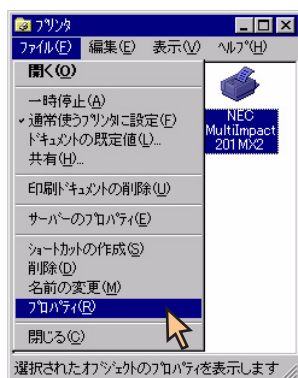 プリンタ
ファイル(F) 編集(E) 表示(V) ヘルプ(H)
開く(O)
一時停止(A)
通常使うプリンタに設定(F)
ドキュメントの既定値(L)...
共有(H)...
印刷ドキュメントの削除(U)
サーバーのプロパティ(E)
ショートカットの作成(S)
削除(D)
名前の変更(M)
プロパティ(R)
閉じる(C)
NEC
MultiImpact
201MX2
選択されたオブジェクトのプロパティを表示します